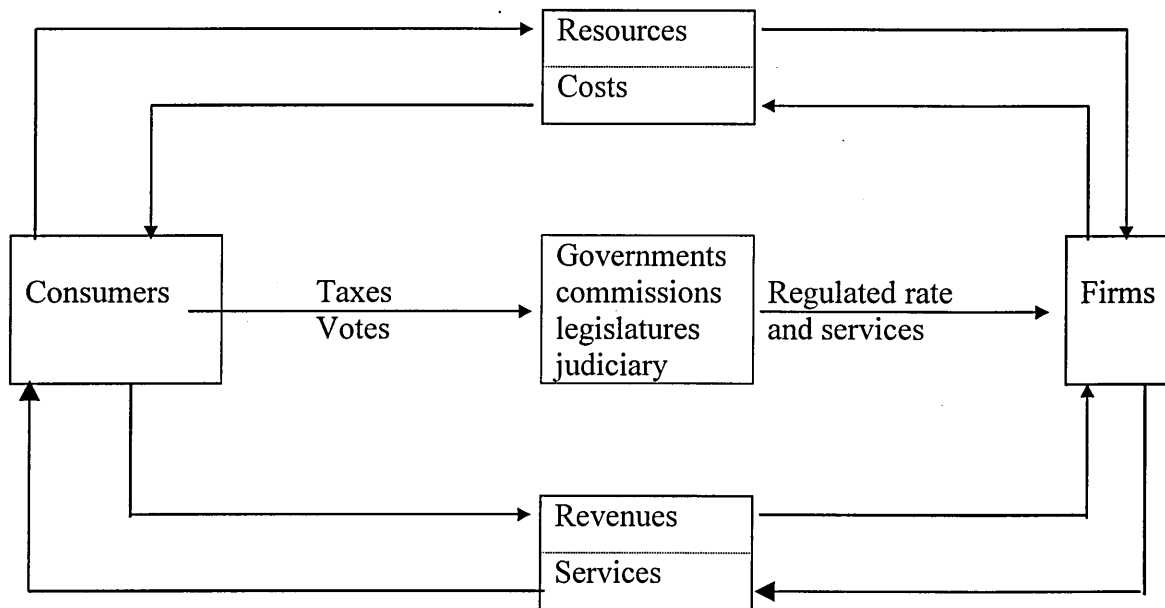 Resources
Costs
Consumers
Taxes
Votes
Governments
commissions
legislatures
judiciary
Regulated rate
and services
Firms
Revenues
Services